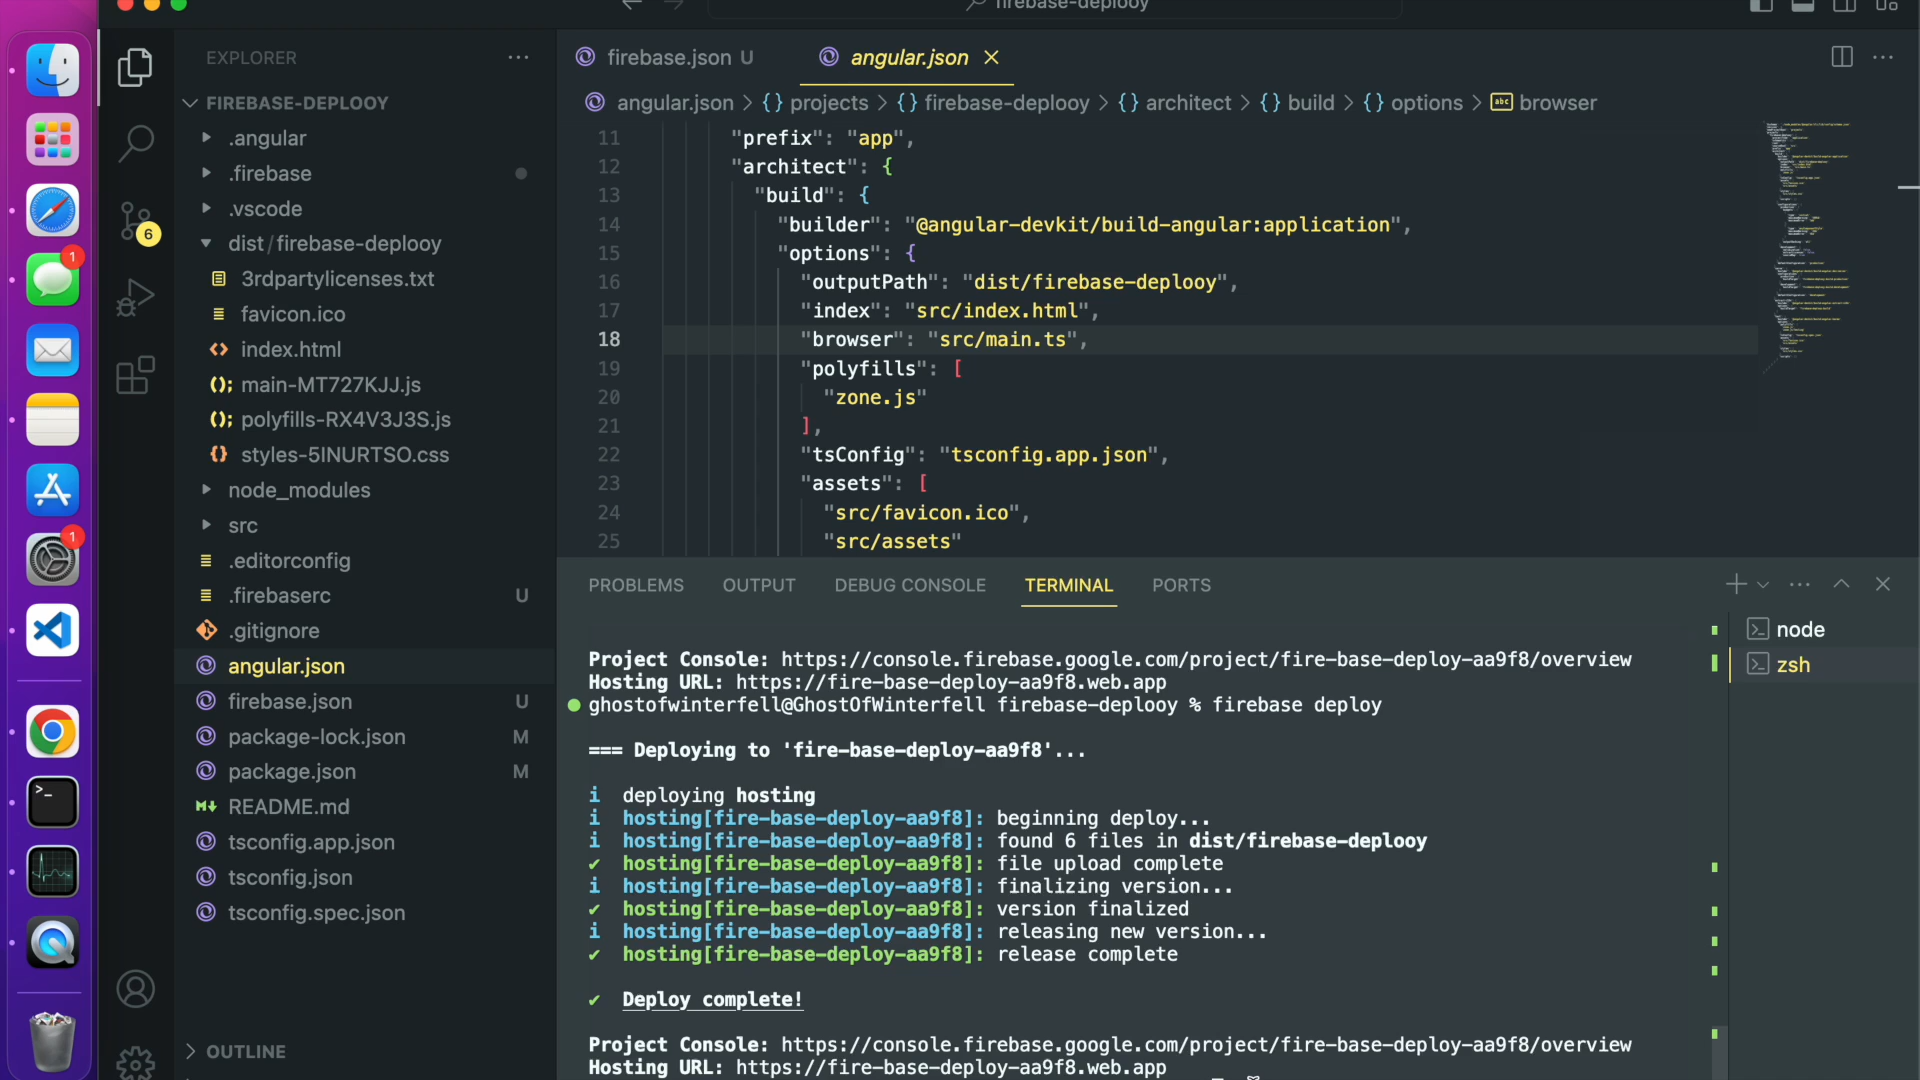 firebase-deplooy
EXPLORER
FIREBASE-DEPLOOY
.angular
.firebase
.vscode
dist/firebase-deplooy
3rdpartylicenses.txt
favicon.ico
index.html
main-MT727KJJ.js
polyfills-RX4V3J3S.js
styles-5INURTSO.css
node_modules
src
.editorconfig
.firebaserc U
.gitignore
angular.json
firebase.json U
package-lock.json M
package.json M
README.md
tsconfig.app.json
tsconfig.json
tsconfig.spec.json
OUTLINE
6
1
1
firebase.json U angular.json
angular.json > {} projects > {} firebase-deplooy > {} architect > {} build > {} options > abc browser
11 "prefix": "app",
12 "architect": {
13 "build": {
14 "builder": "@angular-devkit/build-angular:application",
15 "options": {
16 "outputPath": "dist/firebase-deplooy",
17 "index": "src/index.html",
18 "browser": "src/main.ts",
19 "polyfills": [
20 "zone.js"
21 ],
22 "tsConfig": "tsconfig.app.json",
23 "assets": [
24 "src/favicon.ico",
25 "src/assets"
PROBLEMS OUTPUT DEBUG CONSOLE TERMINAL PORTS
node
zsh
Project Console: https://console.firebase.google.com/project/fire-base-deploy-aa9f8/overview
Hosting URL: https://fire-base-deploy-aa9f8.web.app
ghostofwinterfell@GhostOfWinterfell firebase-deplooy % firebase deploy
=== Deploying to 'fire-base-deploy-aa9f8'...
i deploying hosting
i hosting[fire-base-deploy-aa9f8]: beginning deploy...
i hosting[fire-base-deploy-aa9f8]: found 6 files in dist/firebase-deplooy
✔ hosting[fire-base-deploy-aa9f8]: file upload complete
i hosting[fire-base-deploy-aa9f8]: finalizing version...
✔ hosting[fire-base-deploy-aa9f8]: version finalized
i hosting[fire-base-deploy-aa9f8]: releasing new version...
✔ hosting[fire-base-deploy-aa9f8]: release complete
✔ Deploy complete!
Project Console: https://console.firebase.google.com/project/fire-base-deploy-aa9f8/overview
Hosting URL: https://fire-base-deploy-aa9f8.web.app